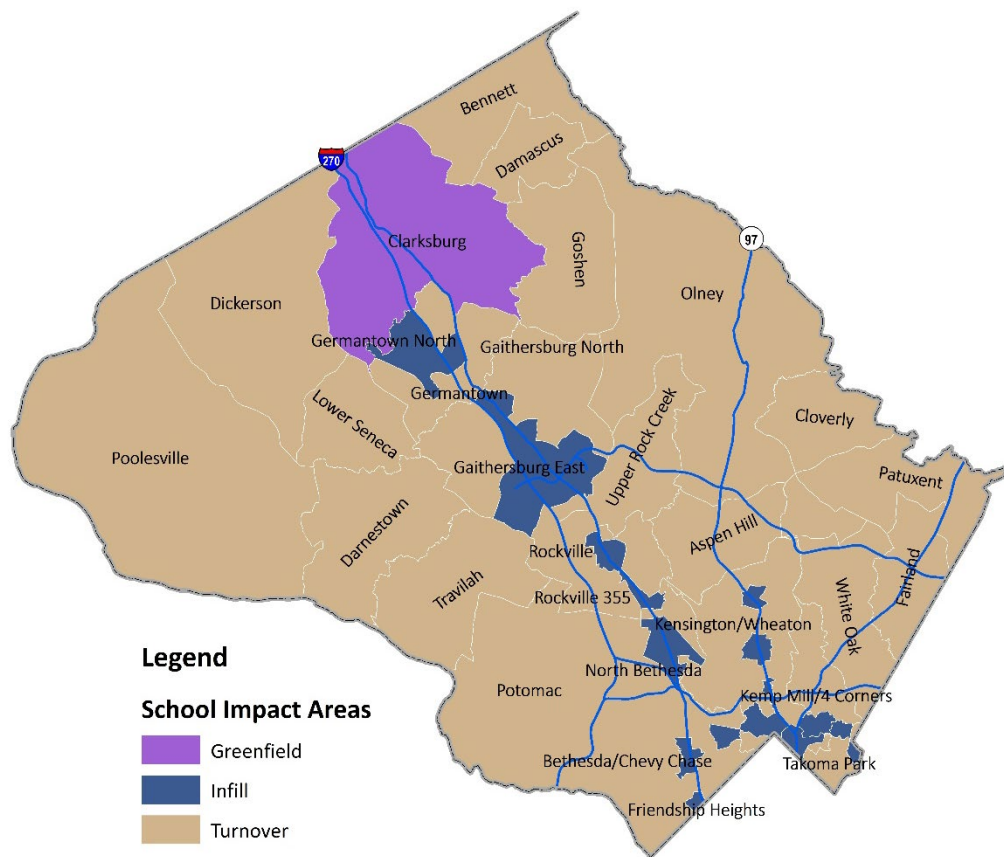 Bennett
270
Damascus
Clarksburg
Goshen
97
Dickerson
Olney
Germantown North
Gaithersburg North
Germantown
Lower Seneca
Cloverly
Poolesville
Gaithersburg East
Upper Rock Creek
Patuxent
Darnestown
Aspen Hill
Rockville
Fairland
Travilah
Rockville 355
White Oak
Kensington/Wheaton
North Bethesda
Potomac
Kemp Mill/4 Corners
Bethesda/Chevy Chase
Takoma Park
Friendship Heights
Legend
School Impact Areas
Greenfield
Infill
Turnover